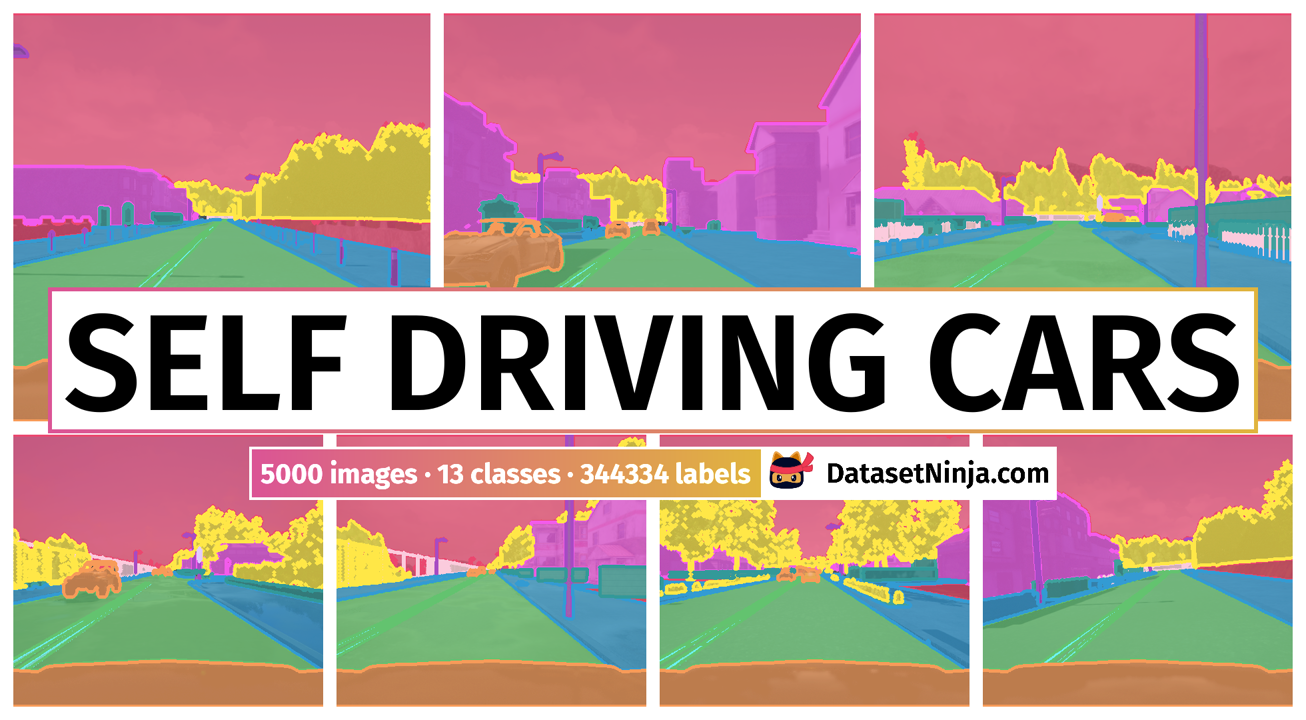 SELF DRIVING CARS
5000 images · 13 classes · 344334 labels
DatasetNinja.com